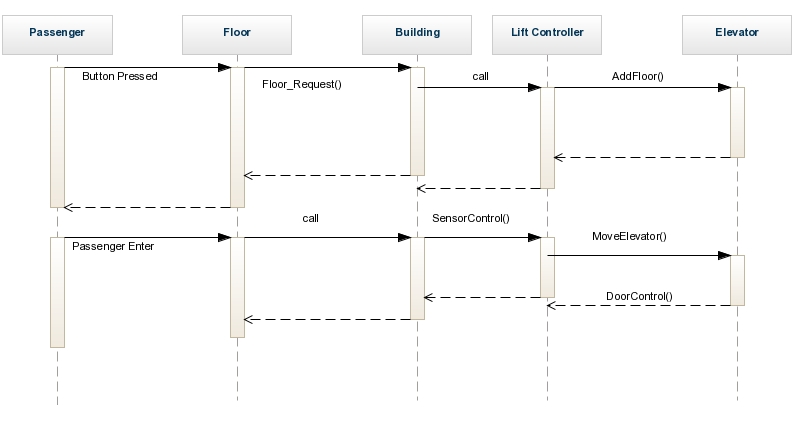 Passenger
Floor
Building
Lift Controller
Elevator
Button Pressed
Floor_Request()
call
AddFloor()
call
SensorControl()
Passenger Enter
MoveElevator()
DoorControl()